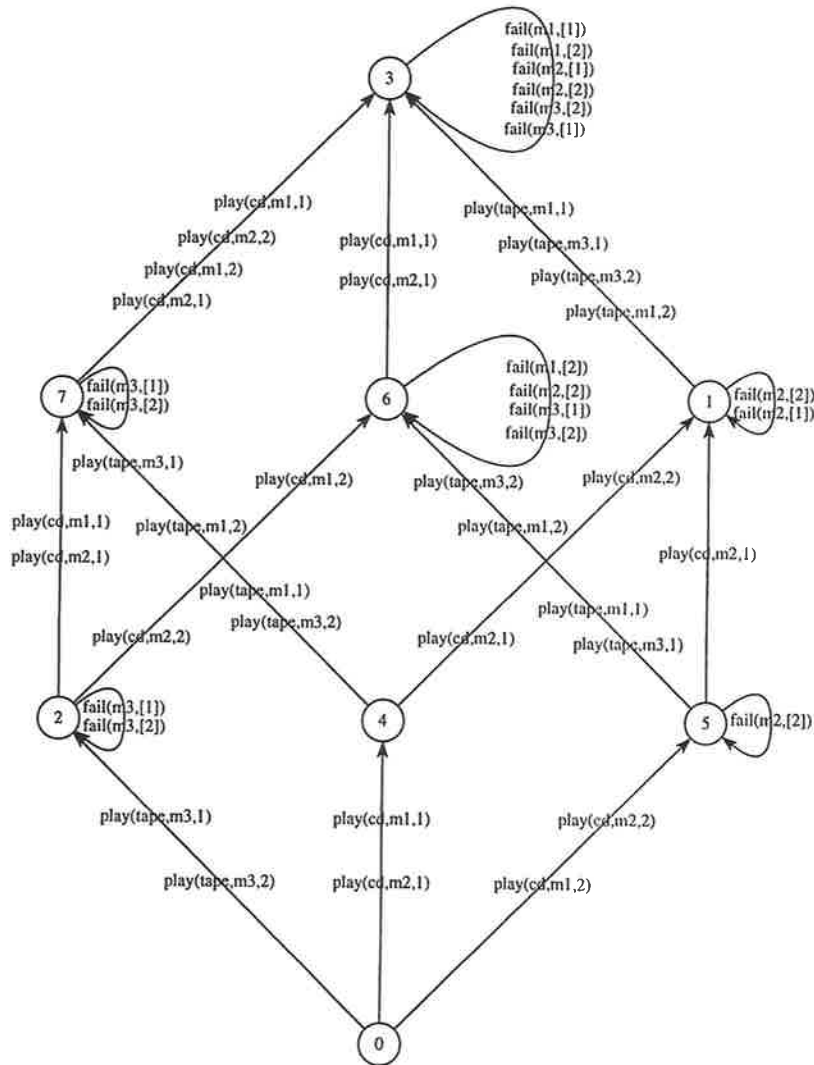 fail(m1,[1])
fail(m1,[2])
3
fail(m2,[1])
fail(m2,[2])
fail(m3,[2])
fail(m3,[1])
play(cd,m1,1)
play(tape,m1,1)
play(cd,m2,2)
play(cd,m1,1)
play(tape,m3,1)
play(cd,m1,2)
play(cd,m2,1)
play(tape,m3,2)
play(cd,m2,1)
play(tape,m1,2)
7
fail(m3,[1])
fail(m3,[2])
6
fail(m1,[2])
fail(m2,[2])
fail(m3,[1])
fail(m3,[2])
1
fail(m2,[2])
fail(m2,[1])
play(tape,m3,1)
play(cd,m1,2)
play(tape,m3,2)
play(cd,m2,2)
play(cd,m1,1)
play(tape,m1,2)
play(tape,m1,2)
play(cd,m2,1)
play(cd,m2,1)
play(tape,m1,1)
play(tape,m1,1)
play(tape,m3,2)
play(cd,m2,2)
play(cd,m2,1)
play(tape,m3,1)
2
fail(m3,[1])
fail(m3,[2])
4
5
fail(m2,[2])
play(tape,m3,1)
play(cd,m1,1)
play(cd,m2,2)
play(tape,m3,2)
play(cd,m2,1)
play(cd,m1,2)
0